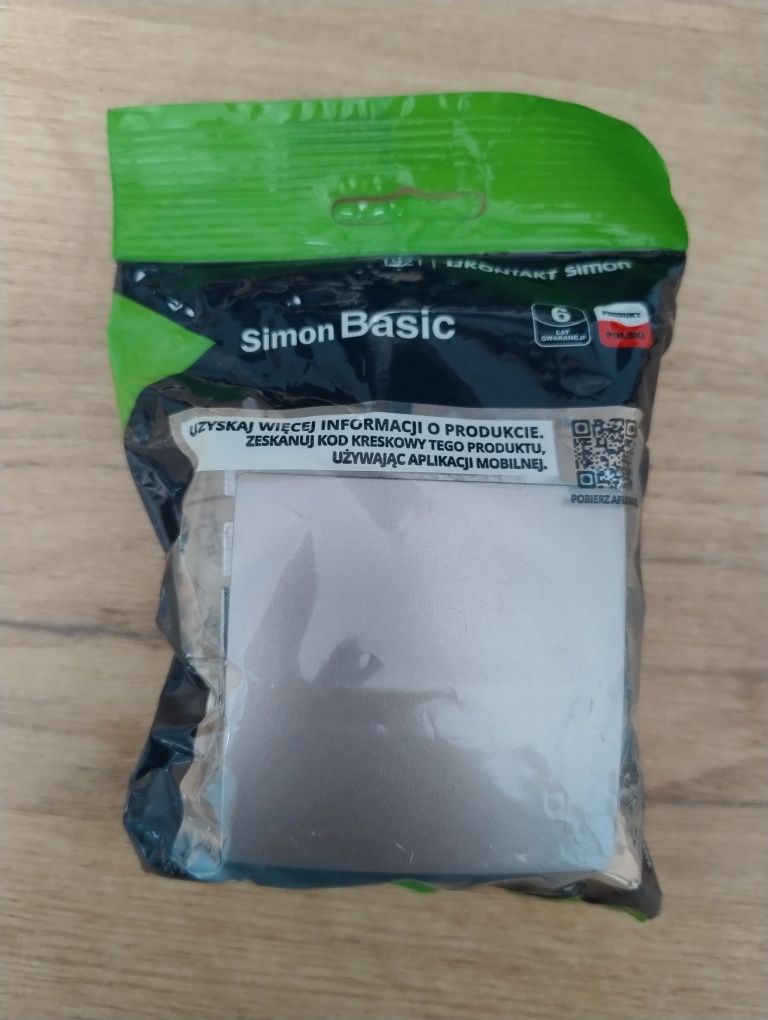 1921 | KONTAKT simon
Simon Basic
6
LAT
GWARANCJI
PRODUKT
POLSKI
UZYSKAJ WIĘCEJ INFORMACJI O PRODUKCIE.
ZESKANUJ KOD KRESKOWY TEGO PRODUKTU,
UŻYWAJĄC APLIKACJI MOBILNEJ.
POBIERZ